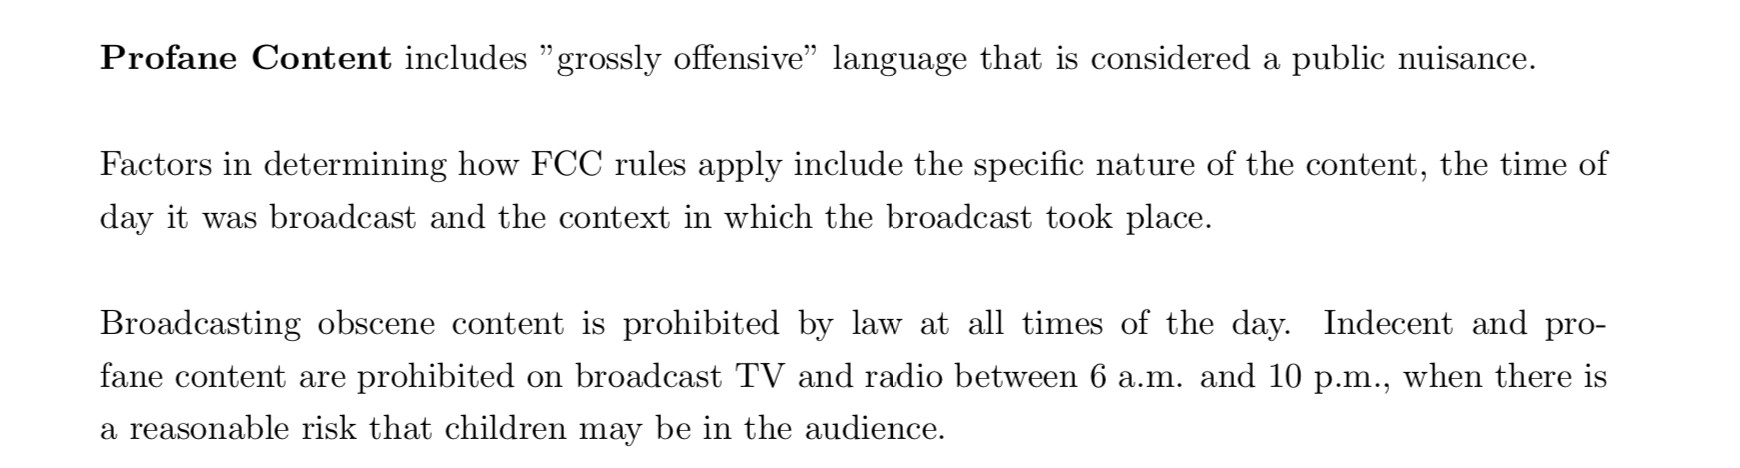 Profane Content includes ”grossly offensive” language that is considered a public nuisance.
Factors in determining how FCC rules apply include the specific nature of the content, the time of
day it was broadcast and the context in which the broadcast took place.
Broadcasting obscene content is prohibited by law at all times of the day. Indecent and pro-
fane content are prohibited on broadcast TV and radio between 6 a.m. and 10 p.m., when there is
a reasonable risk that children may be in the audience.